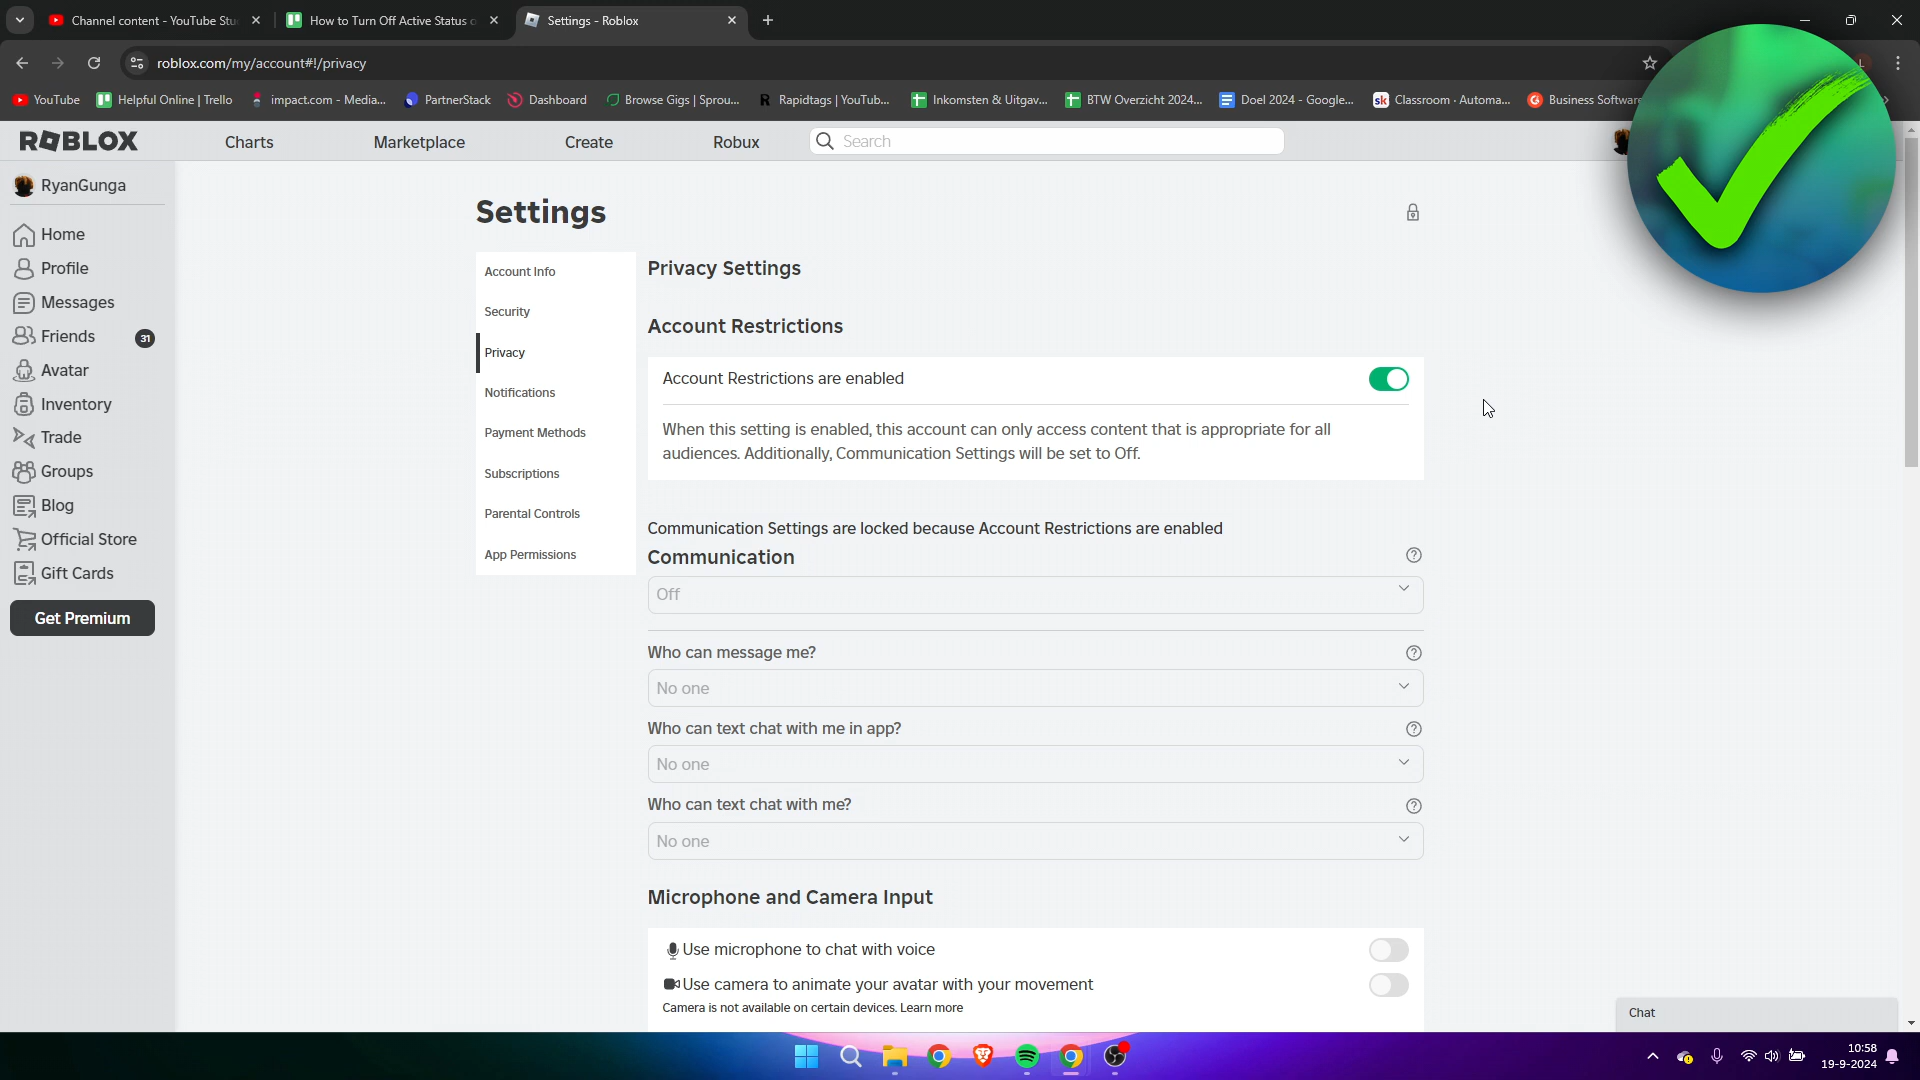 Channel content - YouTube Stu
How to Turn Off Active Status o
Settings - Roblox
roblox.com/my/account#!/privacy
YouTube
Helpful Online | Trello
impact.com - Media...
PartnerStack
Dashboard
Browse Gigs | Sprou...
Rapidtags | YouTub...
Inkomsten & Uitgav...
BTW Overzicht 2024...
Doel 2024 - Google...
sk Classroom - Automa...
Business Software
ROBLOX
Charts
Marketplace
Create
Robux
Search
RyanGunga
Home
Profile
Messages
Friends 31
Avatar
Inventory
Trade
Groups
Blog
Official Store
Gift Cards
Get Premium
Settings
Account Info
Security
Privacy
Notifications
Payment Methods
Subscriptions
Parental Controls
App Permissions
Privacy Settings
Account Restrictions
Account Restrictions are enabled
When this setting is enabled, this account can only access content that is appropriate for all
audiences. Additionally, Communication Settings will be set to Off.
Communication Settings are locked because Account Restrictions are enabled
Communication
Off
Who can message me?
No one
Who can text chat with me in app?
No one
Who can text chat with me?
No one
Microphone and Camera Input
Use microphone to chat with voice
Use camera to animate your avatar with your movement
Camera is not available on certain devices. Learn more
Chat
10:58
19-9-2024